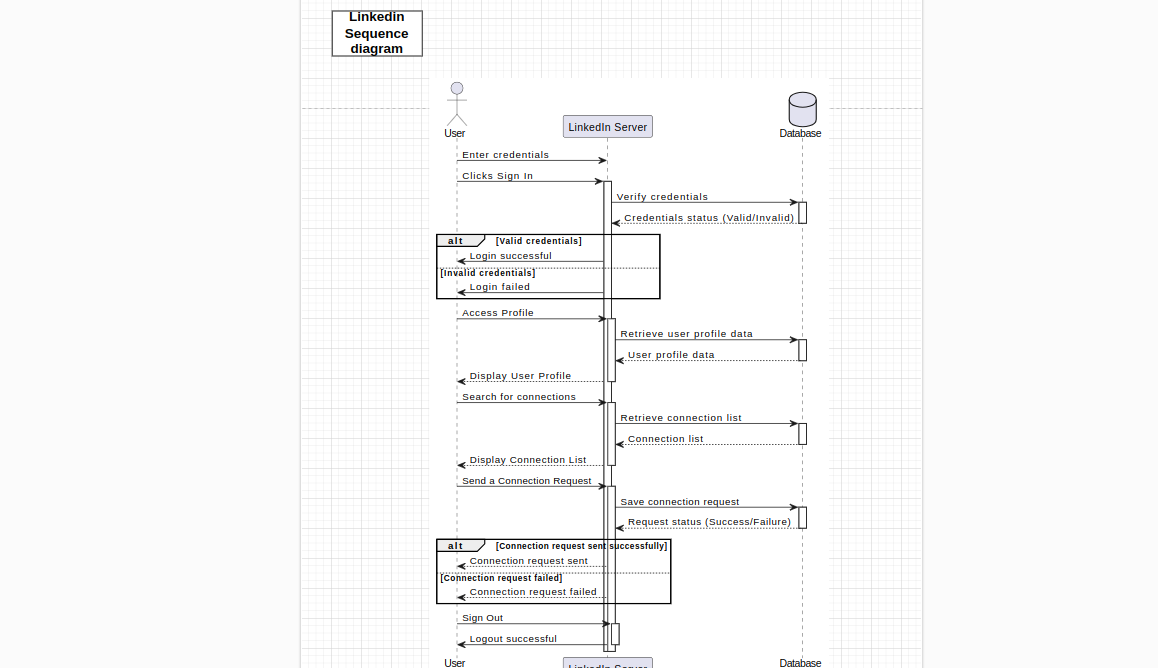 Linkedin
Sequence
diagram
User
LinkedIn Server
Database
Enter credentials
Clicks Sign In
Verify credentials
Credentials status (Valid/Invalid)
alt [Valid credentials]
Login successful
[Invalid credentials]
Login failed
Access Profile
Retrieve user profile data
User profile data
Display User Profile
Search for connections
Retrieve connection list
Connection list
Display Connection List
Send a Connection Request
Save connection request
Request status (Success/Failure)
alt [Connection request sent successfully]
Connection request sent
[Connection request failed]
Connection request failed
Sign Out
Logout successful
User
LinkedIn Server
Database